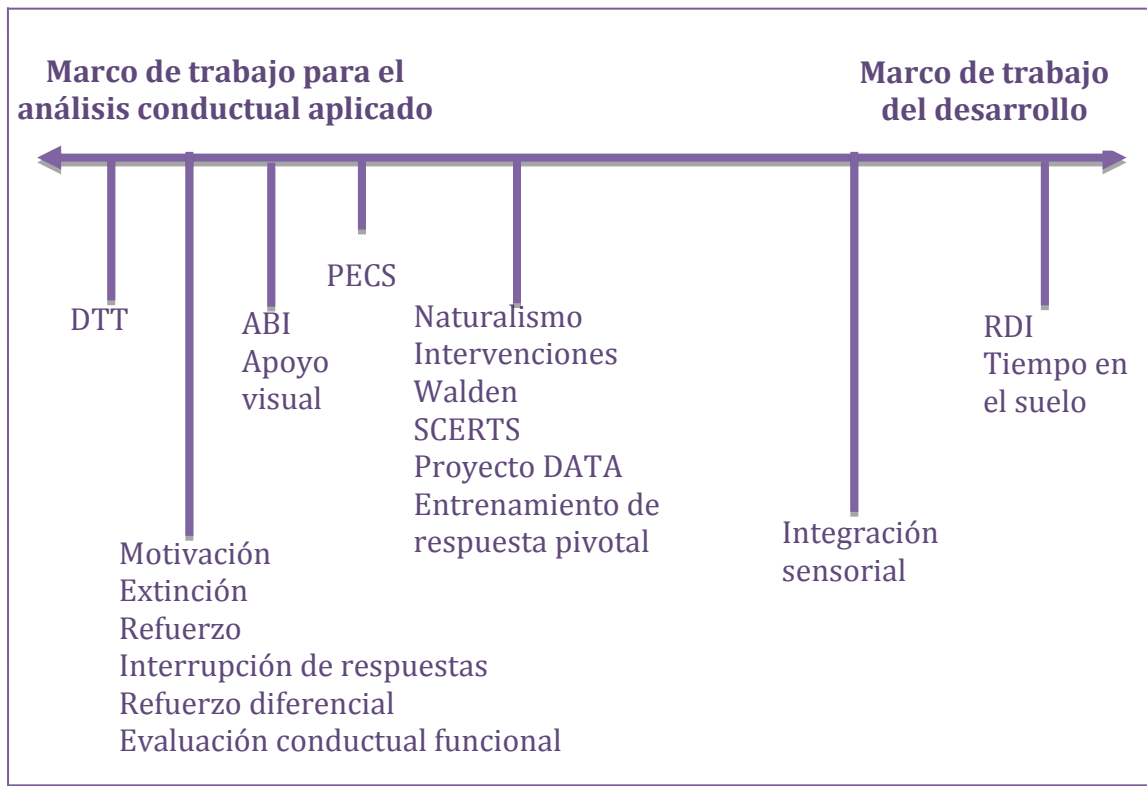 Marco de trabajo para el
análisis conductual aplicado
Marco de trabajo
del desarrollo
DTT
ABI
Apoyo
visual
PECS
Naturalismo
Intervenciones
Walden
SCERTS
Proyecto DATA
Entrenamiento de
respuesta pivotal
RDI
Tiempo en
el suelo
Motivación
Extinción
Refuerzo
Interrupción de respuestas
Refuerzo diferencial
Evaluación conductual funcional
Integración
sensorial